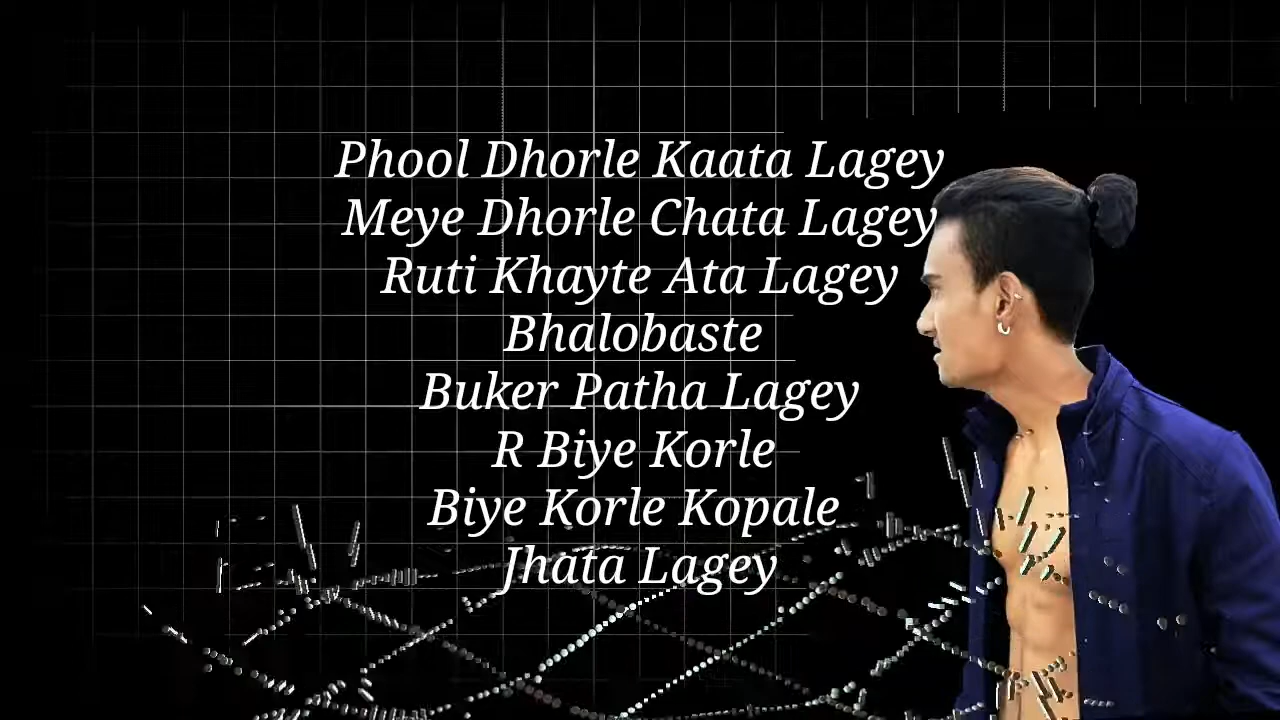 Phool Dhorle Kaata Lagey
Meye Dhorle Chata Lagey
Ruti Khayte Ata Lagey
Bhalobaste
Buker Patha Lagey
R Biye Korle
Biye Korle Kopale
Jhata Lagey